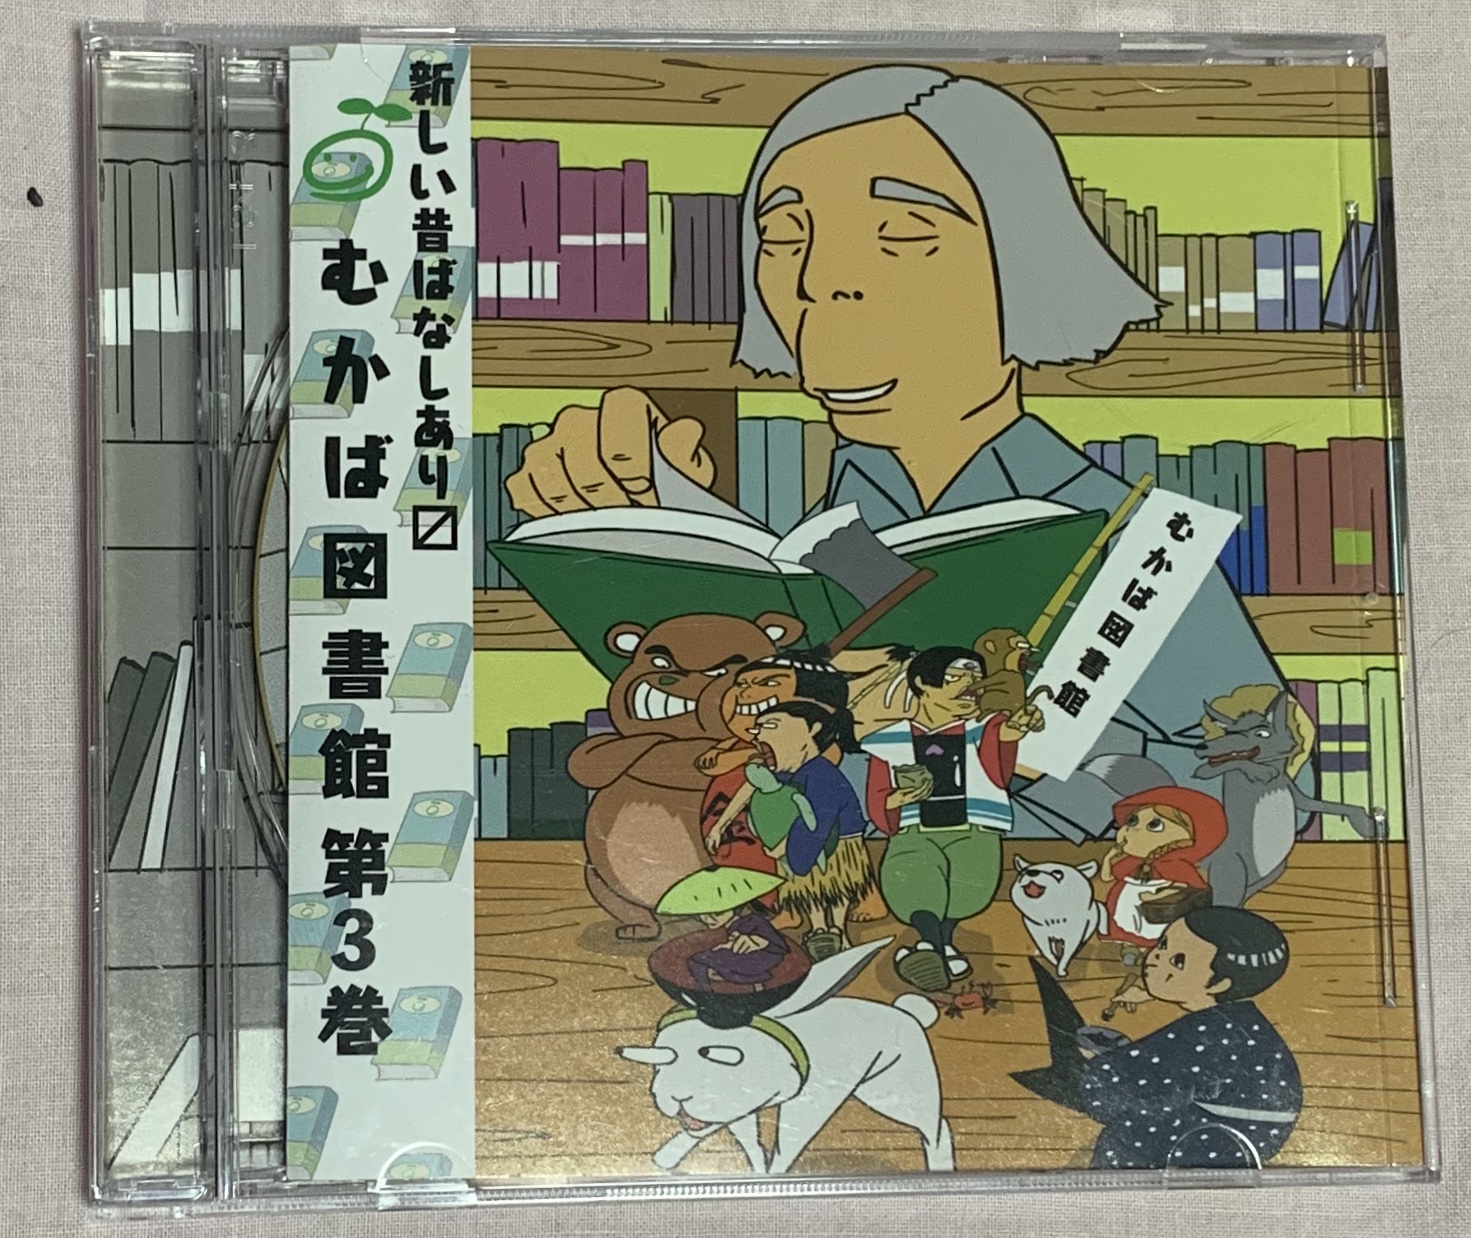 新しい昔ばなしあり〼
むかば図書館 第3巻
むかば図書館
金